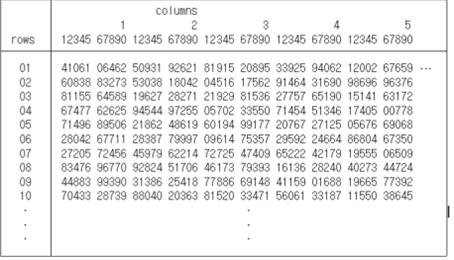 columns
1 2 3 4 5
rows 12345 67890 12345 67890 12345 67890 12345 67890 12345 67890
01 41061 06462 50931 92621 81915 20895 33925 94062 12002 67659 ...
02 60838 83273 53038 18042 04516 17562 91464 31690 98696 96376
03 81155 64589 19627 28271 21929 81536 27757 65190 15141 63172
04 67477 62625 94544 97255 05702 33550 71454 51346 17405 00778
05 71496 89506 21862 48619 60194 99177 20767 27125 05676 69068
06 28042 67711 28387 79997 09614 75357 29592 24664 86804 67350
07 27205 72456 45979 62214 72725 47409 65222 42179 19555 06509
08 83476 96770 92824 51706 46173 79393 16136 28240 40273 44724
09 44883 99390 31386 25418 77886 69148 41159 01688 19665 77392
10 70433 28739 88040 20363 81520 33471 56061 33187 11550 38645
. .
. .
. .